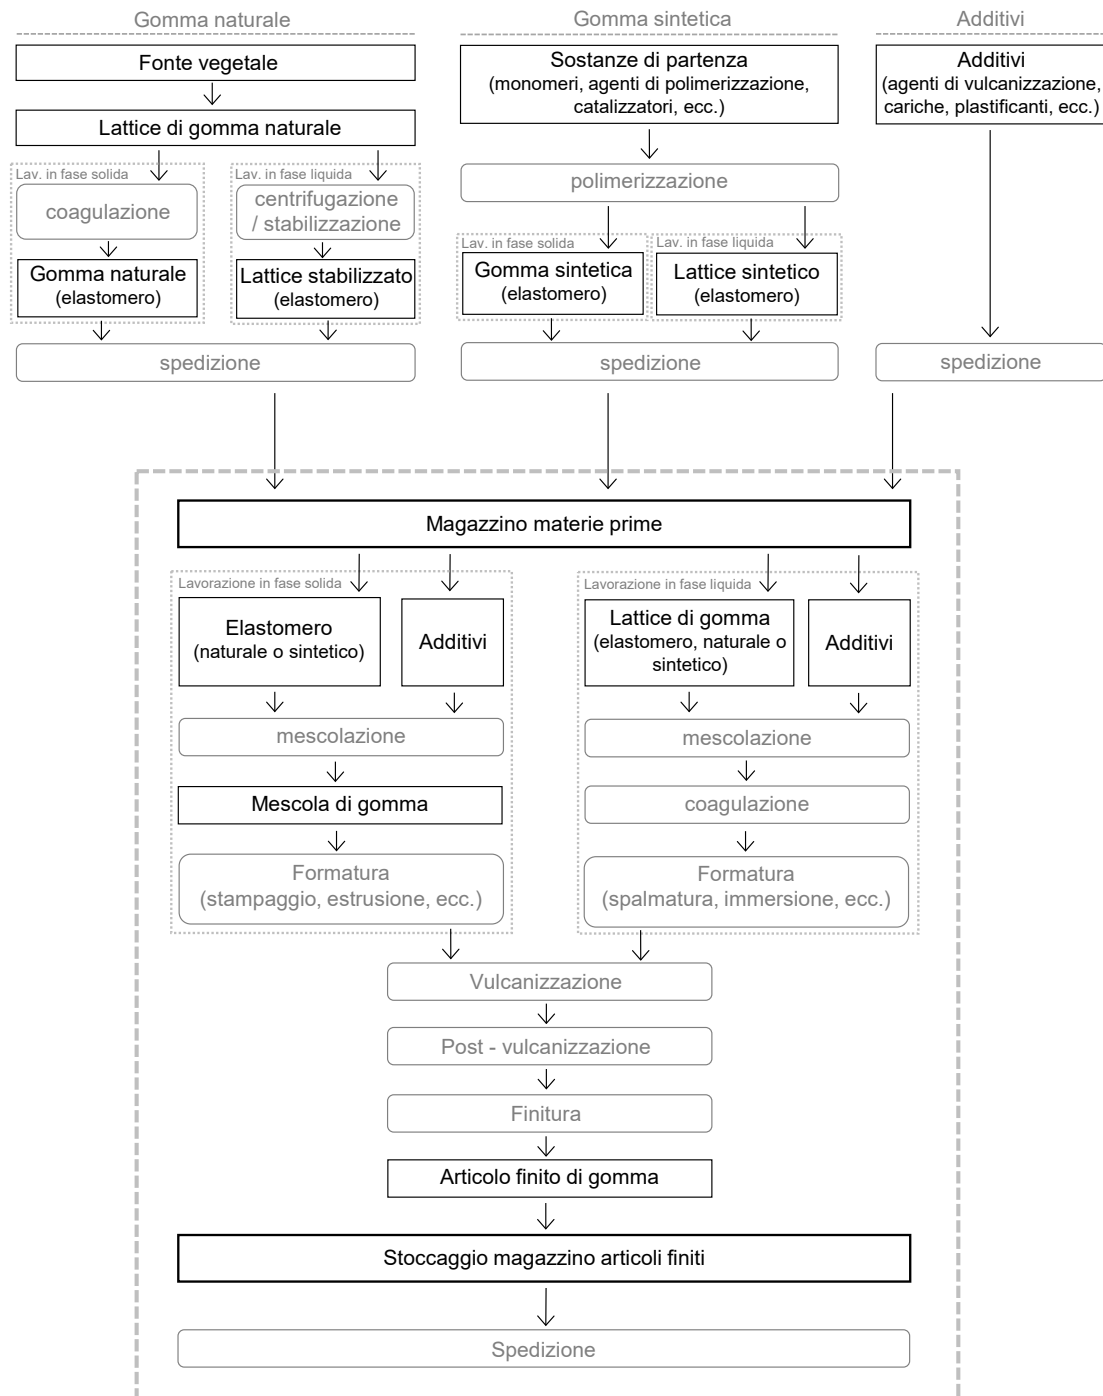 Gomma naturale
Gomma sintetica
Additivi
Fonte vegetale
Lattice di gomma naturale
Lav. in fase solida
coagulazione
Gomma naturale
(elastomero)
Lav. in fase liquida
centrifugazione
/ stabilizzazione
Lattice stabilizzato
(elastomero)
spedizione
Sostanze di partenza
(monomeri, agenti di polimerizzazione,
catalizzatori, ecc.)
polimerizzazione
Lav. in fase solida
Gomma sintetica
(elastomero)
Lav. in fase liquida
Lattice sintetico
(elastomero)
spedizione
Additivi
(agenti di vulcanizzazione,
cariche, plastificanti, ecc.)
spedizione
Magazzino materie prime
Lavorazione in fase solida
Elastomero
(naturale o sintetico)
Additivi
mescolazione
Mescola di gomma
Formatura
(stampaggio, estrusione, ecc.)
Lavorazione in fase liquida
Lattice di gomma
(elastomero, naturale o
sintetico)
Additivi
mescolazione
coagulazione
Formatura
(spalmatura, immersione, ecc.)
Vulcanizzazione
Post - vulcanizzazione
Finitura
Articolo finito di gomma
Stoccaggio magazzino articoli finiti
Spedizione